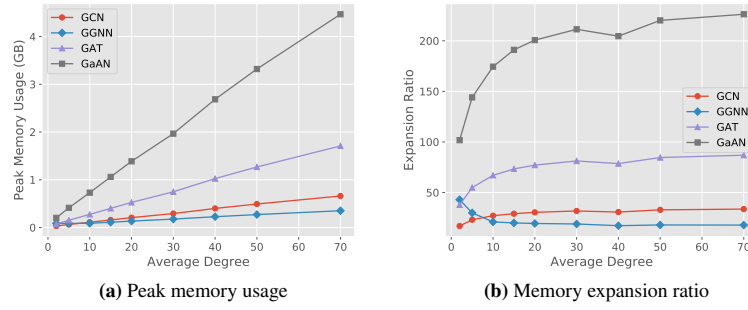 GCN
GGNN
GAT
GaAN
4
3
2
1
0
Peak Memory Usage (GB)
0 10 20 30 40 50 60 70
Average Degree
(a) Peak memory usage
200
150
100
50
Expansion Ratio
GCN
GGNN
GAT
GaAN
0 10 20 30 40 50 60 70
Average Degree
(b) Memory expansion ratio